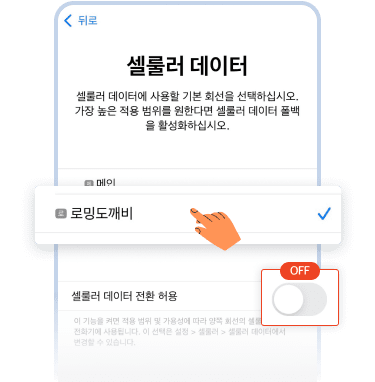 뒤로
셀룰러 데이터
셀룰러 데이터에 사용할 기본 회선을 선택하십시오.
가장 높은 적용 범위를 원한다면 셀룰러 데이터 폴백
을 활성화하십시오.
메인
로 로밍도깨비
OFF
셀룰러 데이터 전환 허용
이 기능을 켜면 적용 범위 및 가용성에 따라 양쪽 회선의 셀룰
전화기에 사용됩니다. 이 선택은 설정 > 셀룰러 > 셀룰러 데이터에서
변경할 수 있습니다.